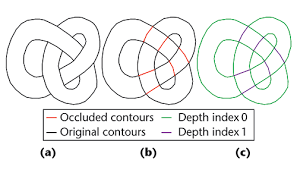 Occluded contours Depth index 0
Original contours Depth index 1
(a) (b) (c)